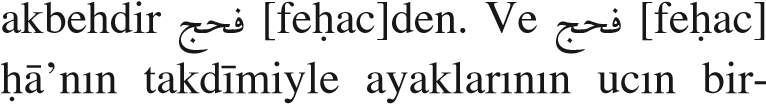 akbehdir فحج [feḥac]den. Ve فحج [feḥac]
ḥā’nın takdīmiyle ayaklarının ucın bir-